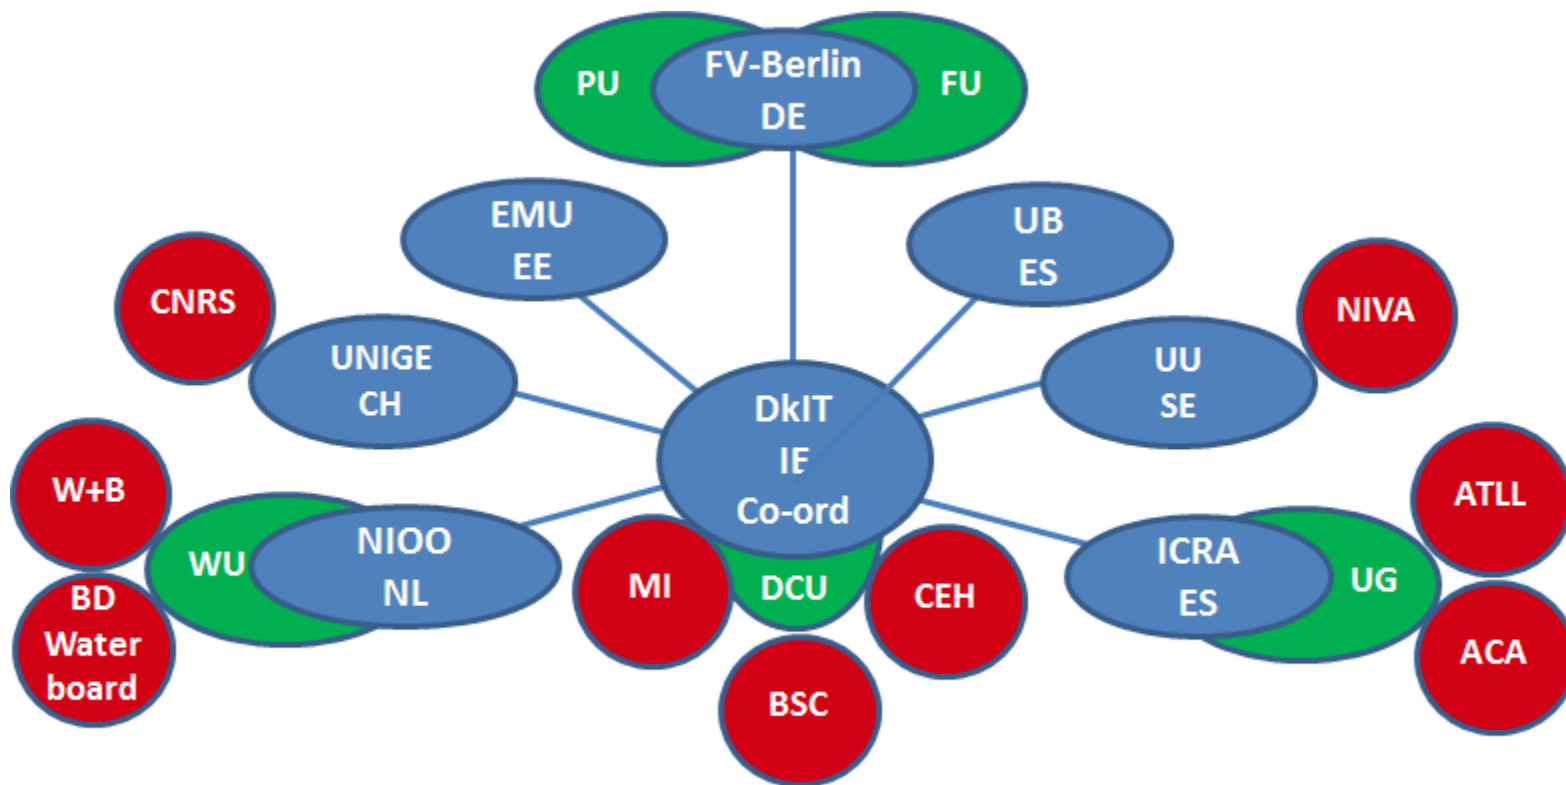 FV-Berlin
DE
PU
FU
EMU
EE
UB
ES
CNRS
NIVA
UNIGE
CH
UU
SE
DkIT
IE
Co-ord
W+B
ATLL
NIOO
NL
WU
ICRA
ES
UG
MI
DCU
CEH
BD
Water
board
ACA
BSC